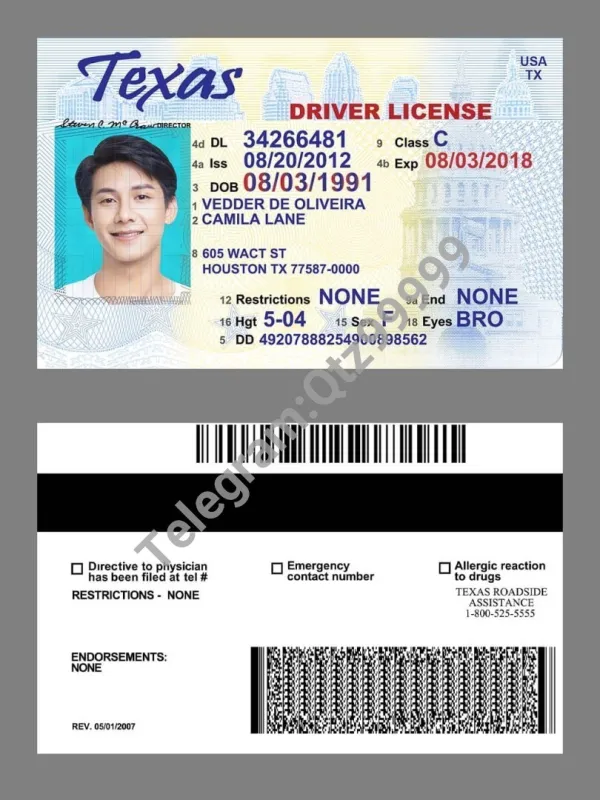 Texas
USA
TX
DIRECTOR
DRIVER LICENSE
4d DL 34266481 9 Class C
4a Iss 08/20/2012 4b Exp 08/03/2018
3 DOB 08/03/1991
1 VEDDER DE OLIVEIRA
2 CAMILA LANE
8 605 WACT ST
HOUSTON TX 77587-0000
12 Restrictions NONE 9a End NONE
16 Hgt 5-04 15 Sex F 18 Eyes BRO
5 DD 49207888254900898562
Telegram:Qtz99999
Directive to physician
has been filed at tel #
Emergency
contact number
Allergic reaction
to drugs
RESTRICTIONS - NONE
TEXAS ROADSIDE
ASSISTANCE
1-800-525-5555
ENDORSEMENTS:
NONE
REV. 05/01/2007